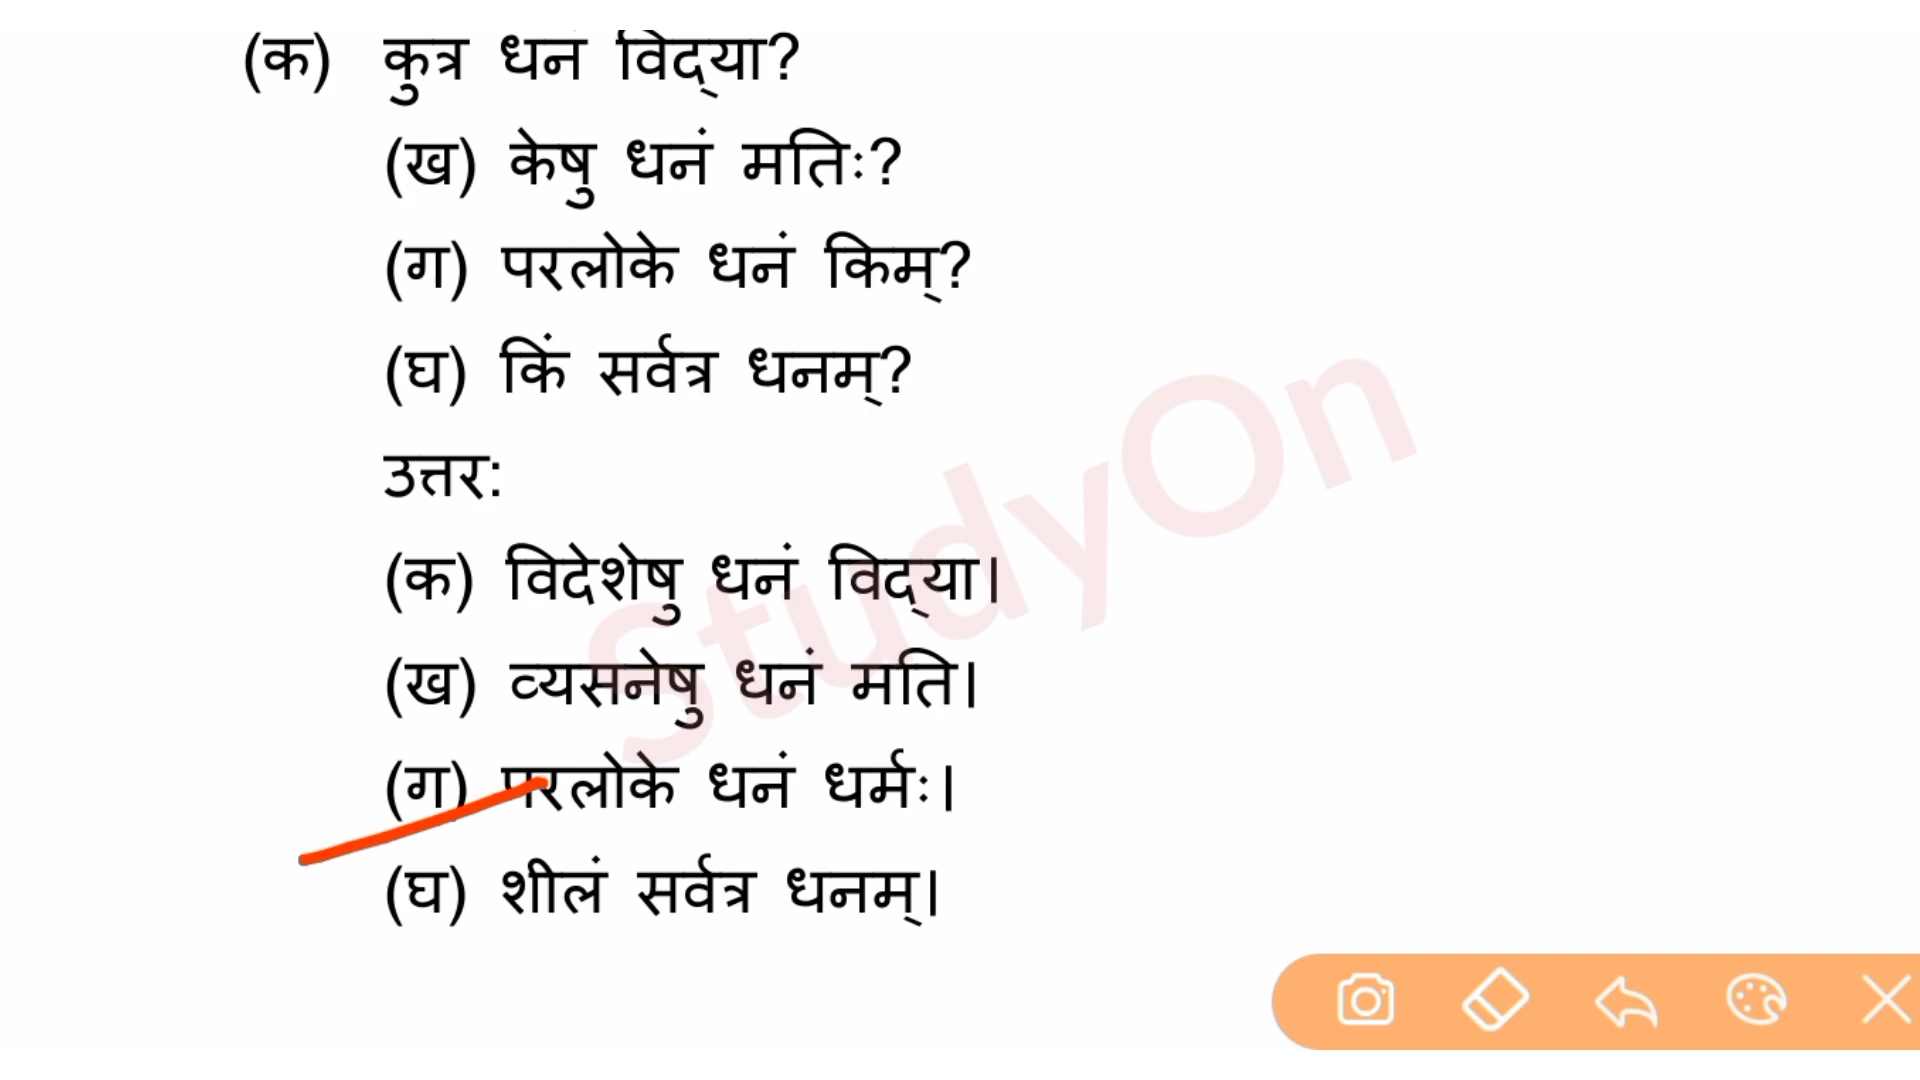 (क) कुत्र धनं विद्या?
(ख) केषु धनं मतिः?
(ग) परलोके धनं किम्?
(घ) किं सर्वत्र धनम्?
उत्तर:
(क) विदेशेषु धनं विद्या।
(ख) व्यसनेषु धनं मति।
(ग) परलोके धनं धर्मः।
(घ) शीलं सर्वत्र धनम्।
StudyOn